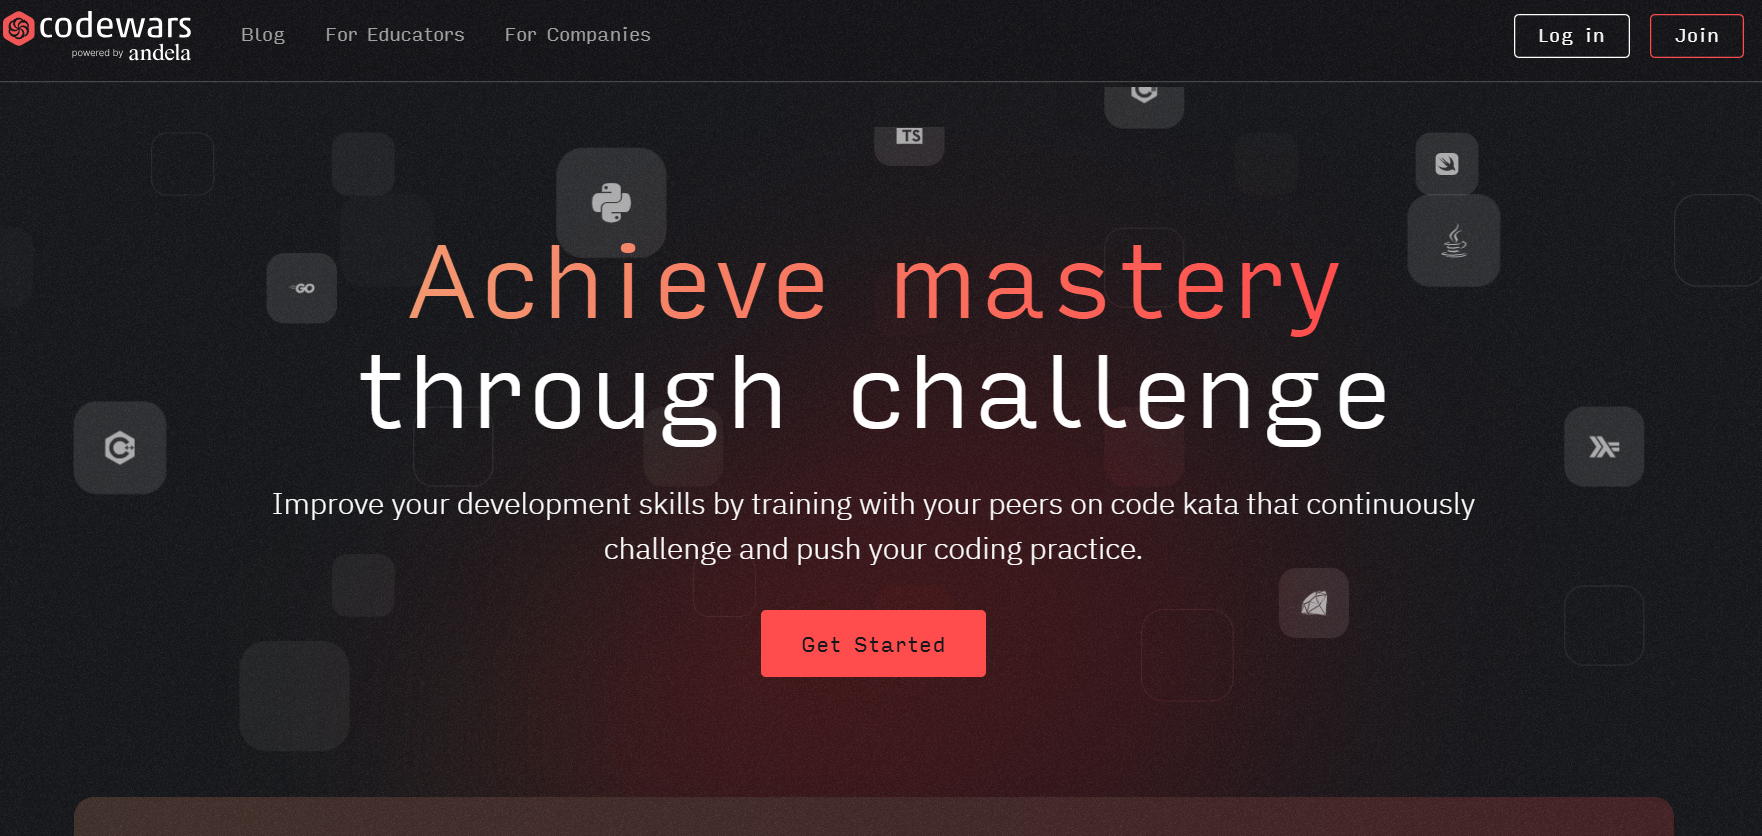 codewars
powered by andela
Blog
For Educators
For Companies
Log in
Join
TS
GO
Achieve mastery
through challenge
Improve your development skills by training with your peers on code kata that continuously
challenge and push your coding practice.
Get Started